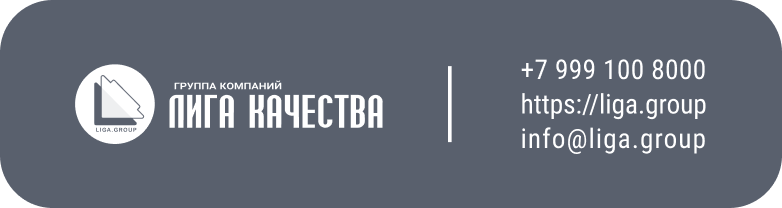 ГРУППА КОМПАНИЙ
ЛИГА КАЧЕСТВА
LIGA.GROUP
+7 999 100 8000
https://liga.group
info@liga.group